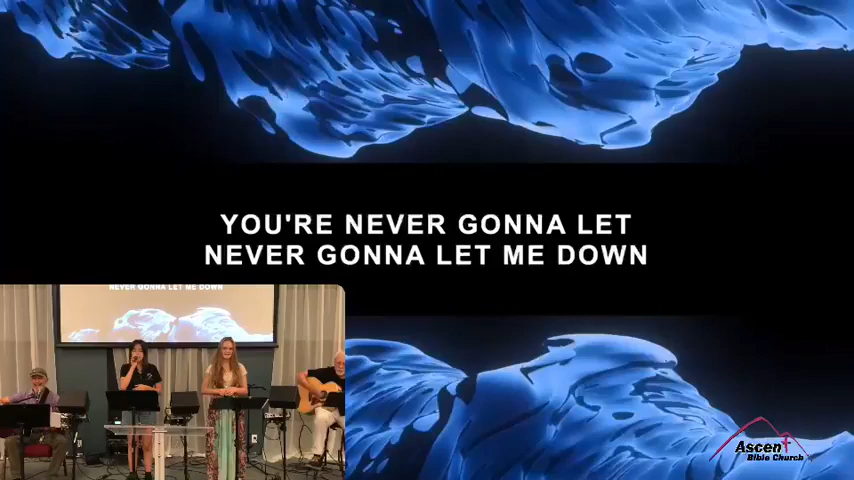 YOU'RE NEVER GONNA LET
NEVER GONNA LET ME DOWN
NEVER GONNA LET ME DOWN
Ascent
Bible Church